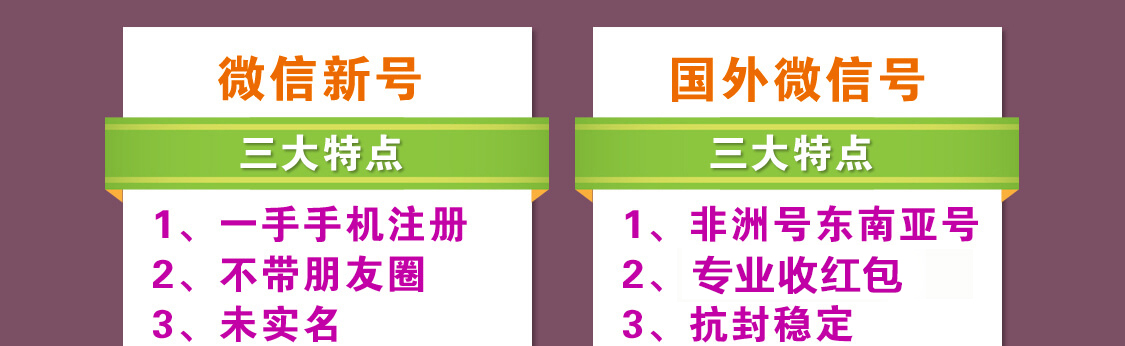 微信新号
三大特点
1、一手手机注册
2、不带朋友圈
3、未实名
国外微信号
三大特点
1、非洲号东南亚号
2、专业收红包
3、抗封稳定